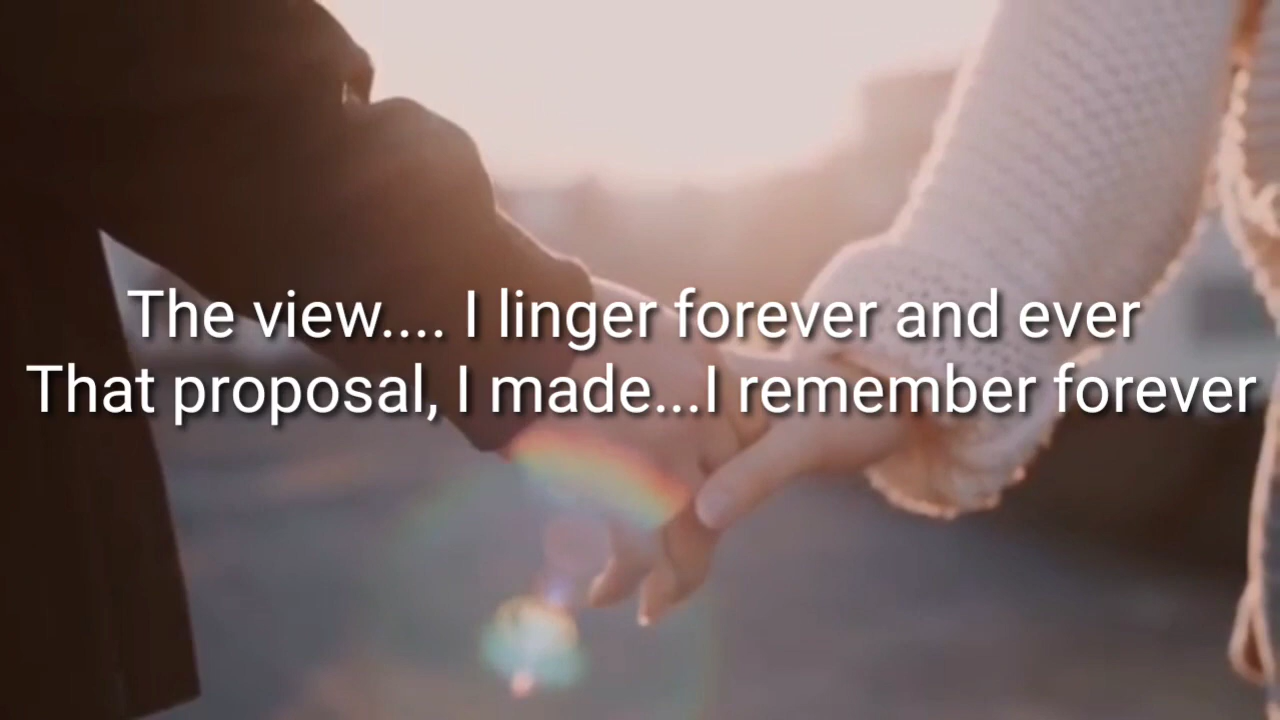 The view.... I linger forever and ever
That proposal, I made...I remember forever